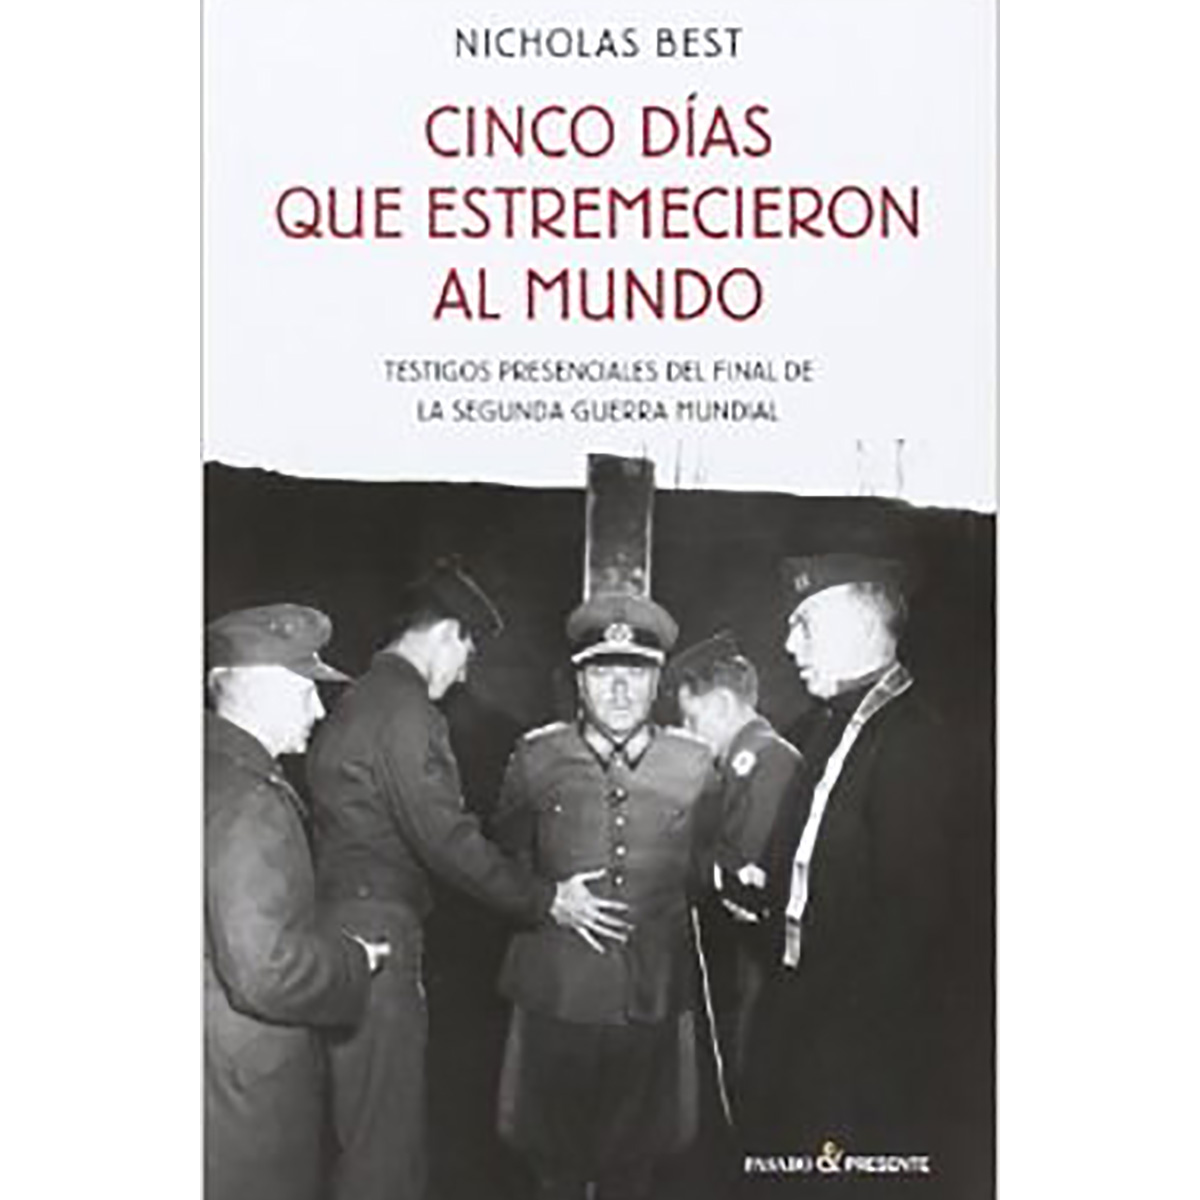 NICHOLAS BEST
CINCO DÍAS
QUE ESTREMECIERON
AL MUNDO
TESTIGOS PRESENCIALES DEL FINAL DE
LA SEGUNDA GUERRA MUNDIAL
PASADO & PRESENTE